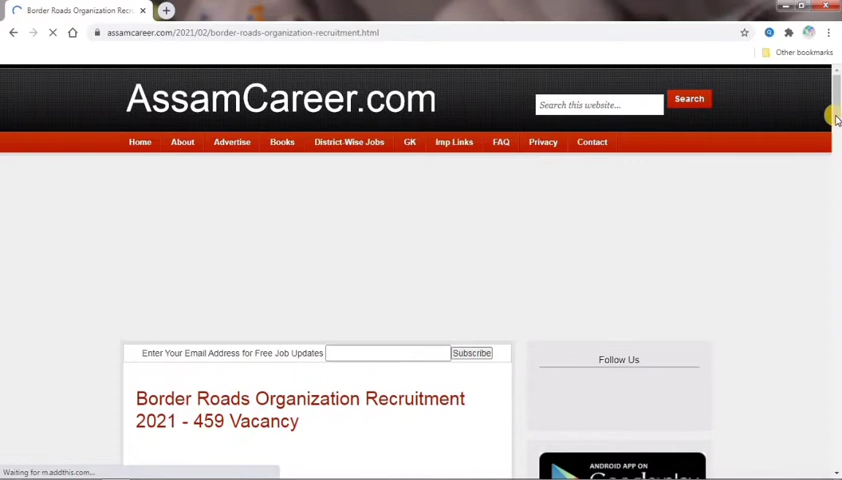 Border Roads Organization Recr
assamcareer.com/2021/02/border-roads-organization-recruitment.html
Other bookmarks
AssamCareer.com
Search this website...
Search
Home About Advertise Books District-Wise Jobs GK Imp Links FAQ Privacy Contact
Enter Your Email Address for Free Job Updates
Subscribe
Follow Us
Border Roads Organization Recruitment
2021 - 459 Vacancy
ANDROID APP ON
Waiting for m.addthis.com...